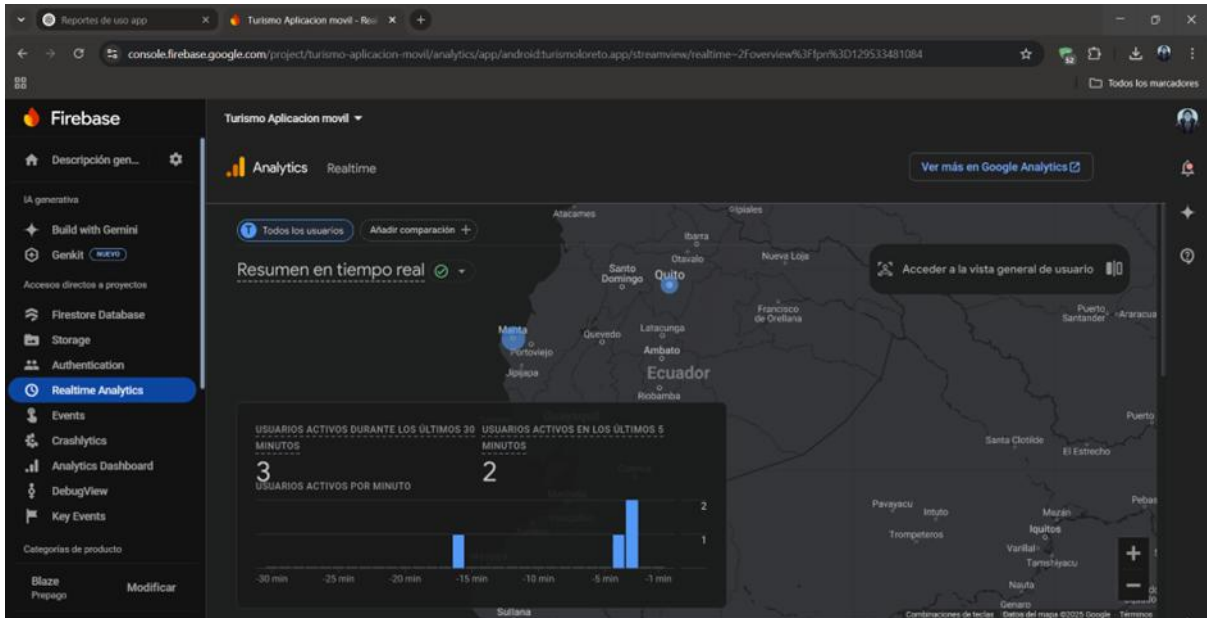 Reportes de uso app
Turismo Aplicacion movil - Rea
console.firebase.google.com/project/turismo-aplicacion-movil/analytics/app/android:turismoloreto.app/streamview/realtime~2Foverview%3Ffpn%3D129533481084
52
Todos los marcadores
Firebase
Turismo Aplicacion movil
Descripción gen...
Analytics Realtime
Ver más en Google Analytics
IA generativa
Build with Gemini
Genkit NUEVO
Accesos directos a proyectos
Firestore Database
Storage
Authentication
Realtime Analytics
Events
Crashlytics
Analytics Dashboard
DebugView
Key Events
Categorías de producto
Blaze
Prepago
Modificar
T Todos los usuarios
Añadir comparación +
Resumen en tiempo real
Acceder a la vista general de usuario
Atacames
Ibarra
Otavalo
Nueva Loja
Santo
Domingo
Quito
Francisco
de Orellana
Puerto
Santander
Araracua
Manta
Portoviejo
Quevedo
Latacunga
Ambato
Jipijapa
Ecuador
Riobamba
Puerto
Santa Clotilde
El Estrecho
Pavayacu
Intuto
Mazán
Pebas
Trompeteros
Iquitos
Varillal
Tamshiyacu
Nauta
Genaro
Sullana
USUARIOS ACTIVOS DURANTE LOS ÚLTIMOS 30
MINUTOS
3
USUARIOS ACTIVOS EN LOS ÚLTIMOS 5
MINUTOS
2
USUARIOS ACTIVOS POR MINUTO
2
1
-30 min -25 min -20 min -15 min -10 min -5 min -1 min
Combinaciones de teclas Datos del mapa ©2025 Google Términos